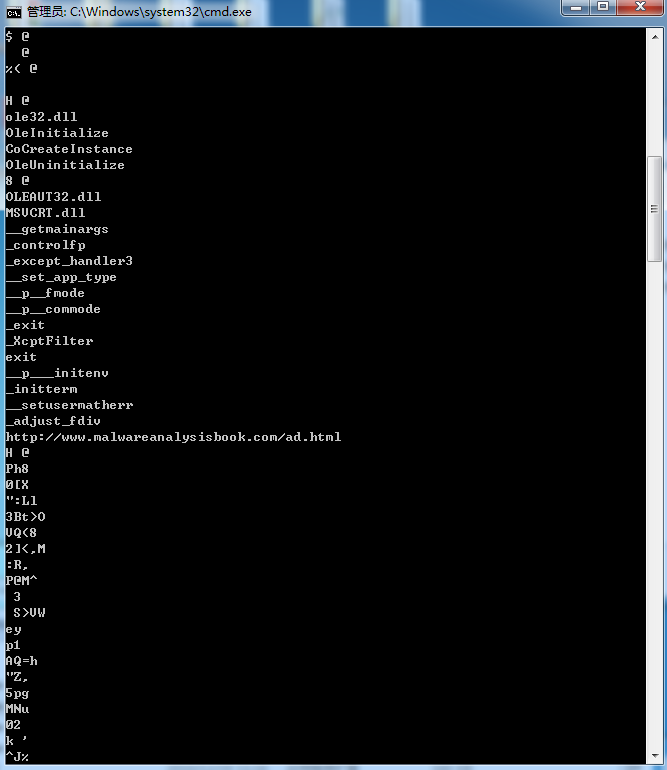 管理员: C:\Windows\system32\cmd.exe
$ @
@
%( @
H @
ole32.dll
OleInitialize
CoCreateInstance
OleUninitialize
8 @
OLEAUT32.dll
MSVCRT.dll
__getmainargs
_controlfp
_except_handler3
__set_app_type
__p__fmode
__p__commode
_exit
_XcptFilter
exit
__p___initenv
_initterm
__setusermatherr
_adjust_fdiv
http://www.malwareanalysisbook.com/ad.html
H @
Ph8
0[X
":Ll
3Bt>O
VQ(8
2]<,M
:R,
P@M^
3
S>VW
ey
p1
AQ=h
"Z,
5pg
MNu
02
k '
^J%